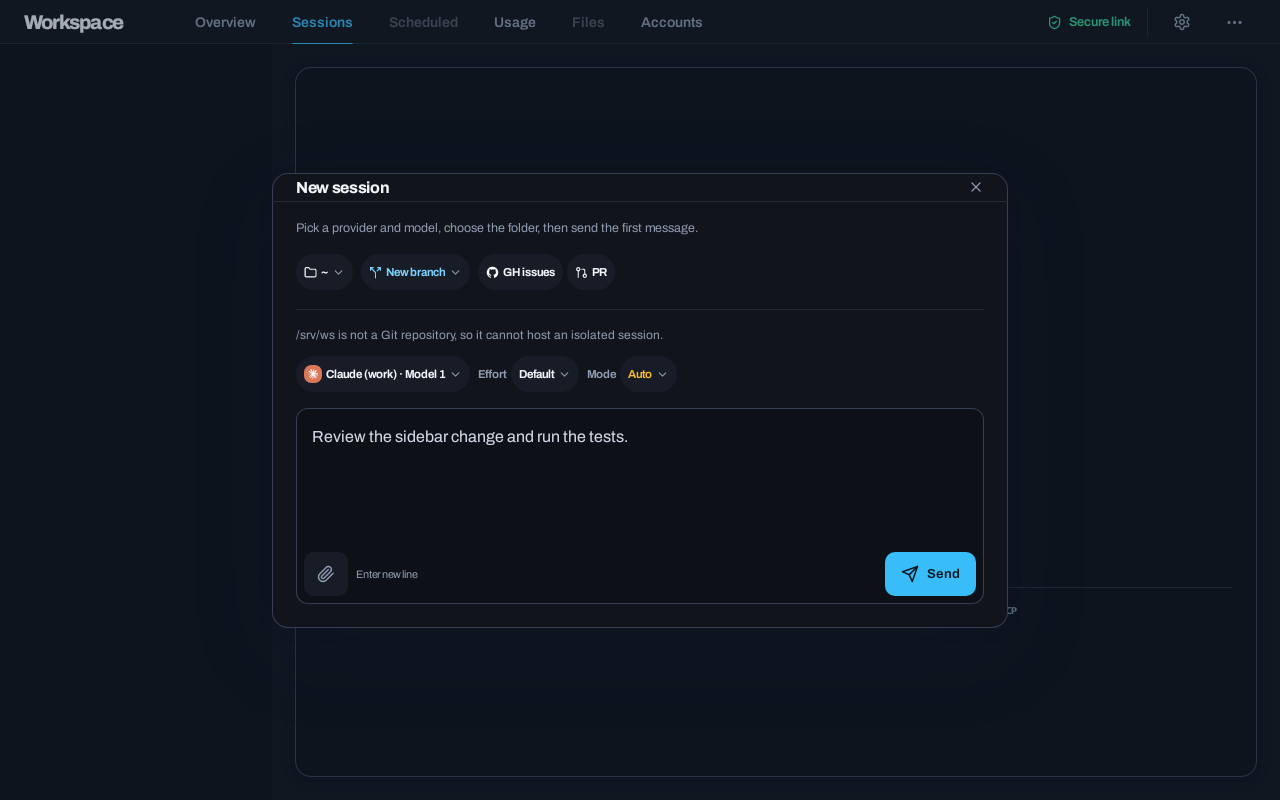 Workspace Overview Sessions Scheduled Usage Files Accounts Secure link
New session
Pick a provider and model, choose the folder, then send the first message.
~ New branch GH issues PR
/srv/ws is not a Git repository, so it cannot host an isolated session.
Claude (work) · Model 1 Effort Default Mode Auto
Review the sidebar change and run the tests.
Enter new line Send